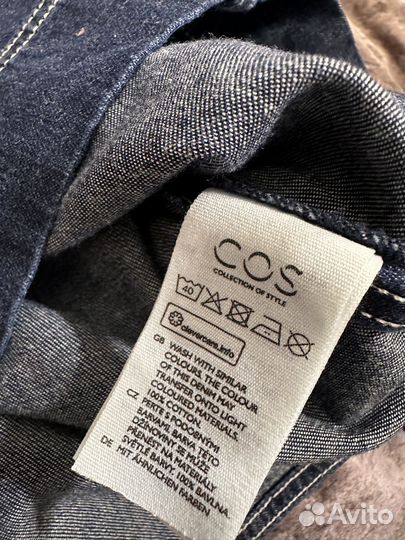 COS
COLLECTION OF STYLE
40
clevercare.info
GB WASH WITH SIMILAR
COLOURS. THE COLOUR
OF THIS DENIM MAY
TRANSFER ONTO LIGHT
COLOURED MATERIALS.
100% COTTON.
CZ PERTE S PODOBNÝMI
BARVAMI. BARVA TÉTO
DŽÍNOVINY SE MŮŽE
PŘENÉST NA MATERIÁLY
SVĚTLÉ BARVY. 100% BAVLNA.
DE MIT ÄHNLICHEN FARBEN
Avito